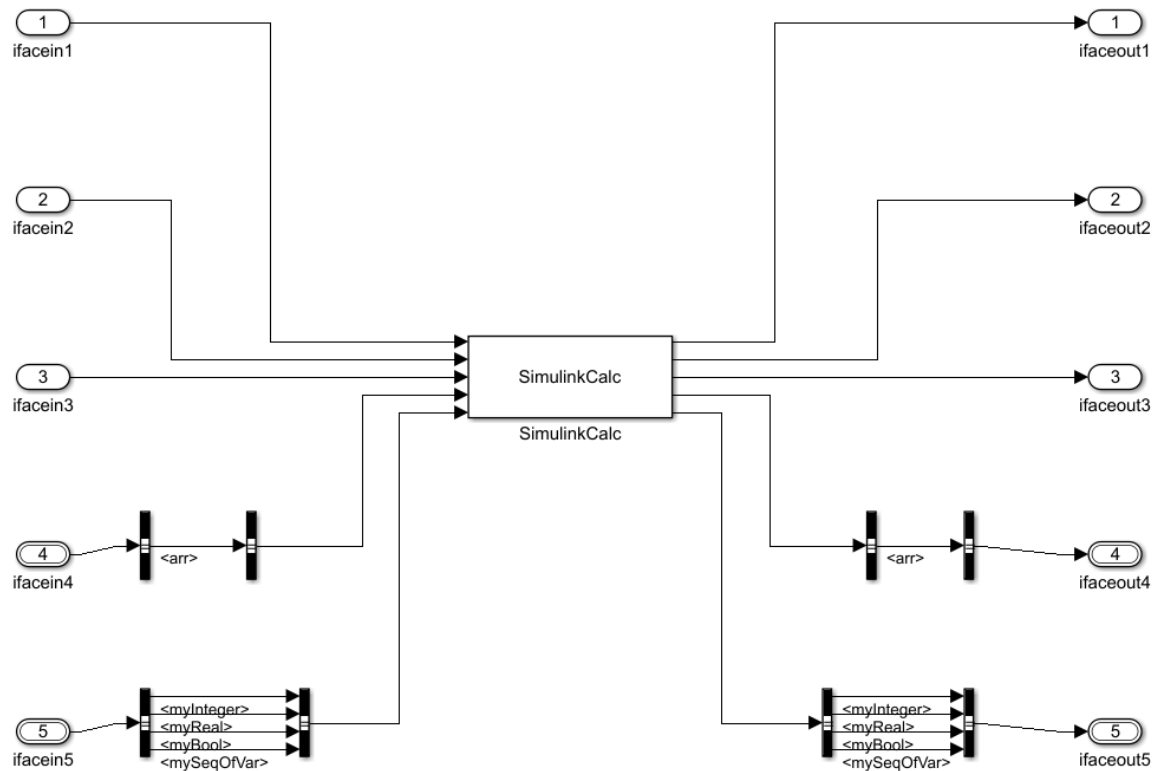 1
ifacein1
1
ifaceout1
2
ifacein2
2
ifaceout2
SimulinkCalc
SimulinkCalc
3
ifacein3
3
ifaceout3
4
ifacein4
<arr>
<arr>
4
ifaceout4
5
ifacein5
<myInteger>
<myReal>
<myBool>
<mySeqOfVar>
<myInteger>
<myReal>
<myBool>
<mySeqOfVar>
5
ifaceout5